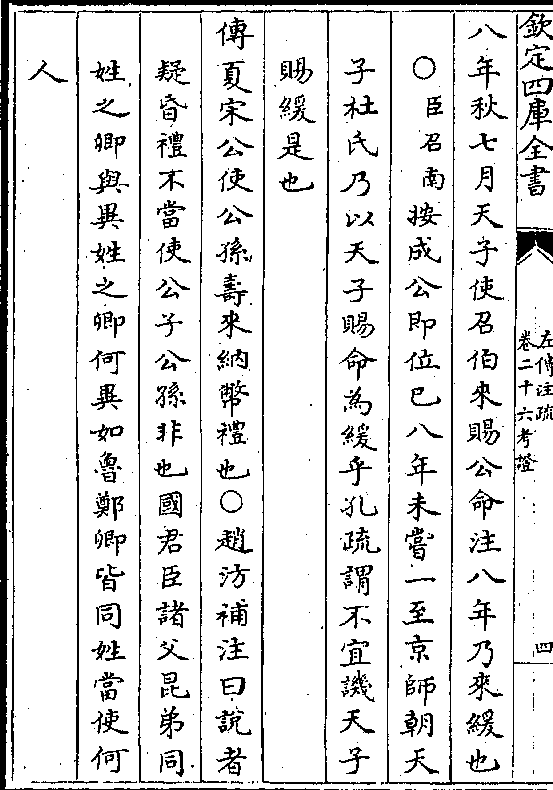 欽定四庫全書
左傳注疏
卷二十六考證
四
八年秋七月天子使召伯來賜公命注八年乃來緩也
○臣召南按成公即位已八年未嘗一至京師朝天
子杜氏乃以天子賜命為緩乎孔疏謂不宜譏天子
賜緩是也
傳夏宋公使公孫壽來納幣禮也○趙汸補注曰說者
疑昏禮不當使公子公孫非也國君臣諸父昆弟同
姓之卿與異姓之卿何異如魯鄭卿皆同姓當使何
人